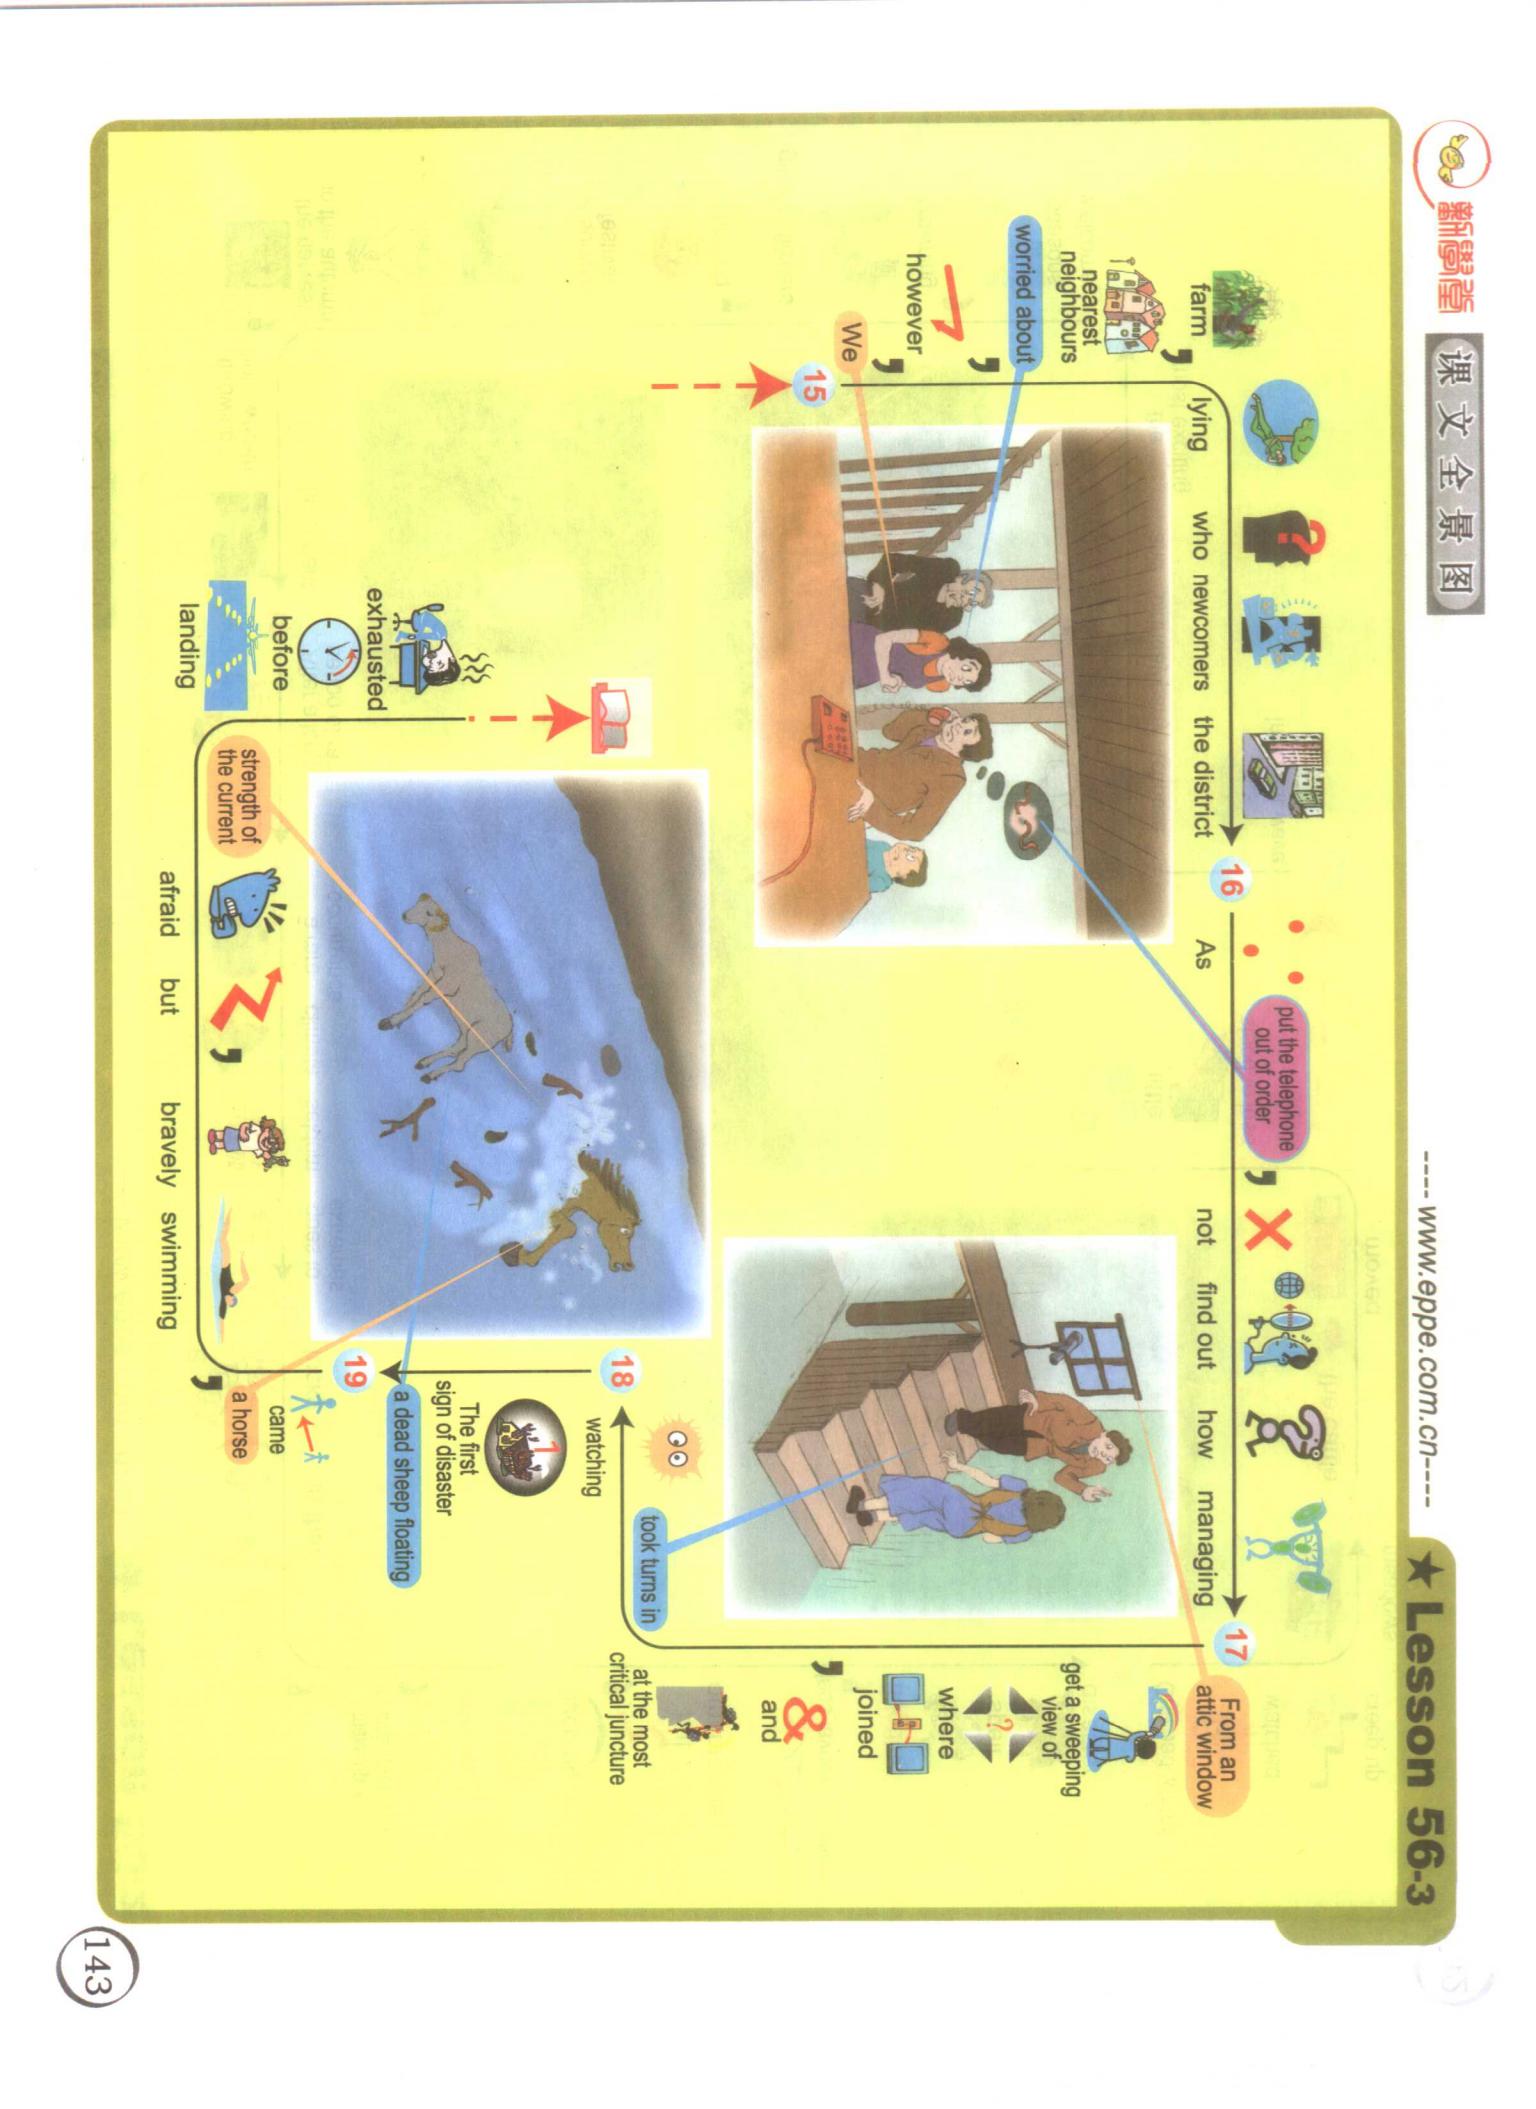 新學堂
课文全景图
---- www.eppe.com.cn----
★Lesson 56-3
15
We
however
,
,
worried about
nearest
neighbours
,
farm
lying
who
newcomers
the district
16
As
put the telephone
out of order
,
not
find out
how
managing
17
From an
attic window
get a sweeping
view of
where
joined
,
&
and
at the most
critical juncture
took turns in
watching
18
1
The first
sign of disaster
a dead sheep floating
19
came
a horse
,
swimming
bravely
,
but
afraid
strength of
the current
landing
before
exhausted
143